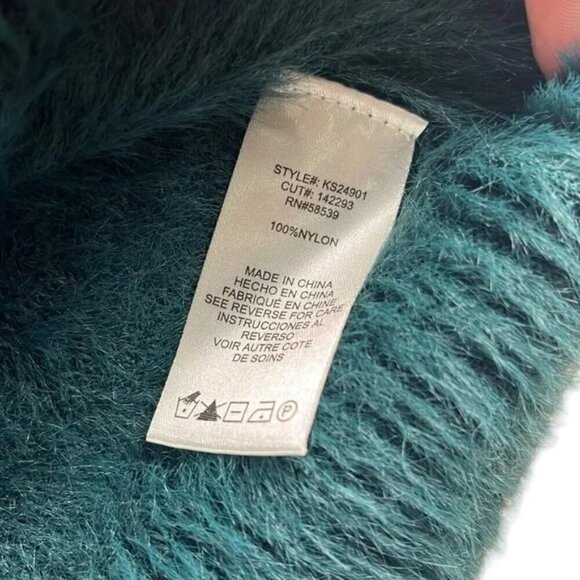 STYLE#: KS24901
CUT#: 142293
RN#58539
100%NYLON
MADE IN CHINA
HECHO EN CHINA
FABRIQUÉ EN CHINE
SEE REVERSE FOR CARE
INSTRUCCIONES AL
REVERSO
VOIR AUTRE COTE
DE SOINS
P